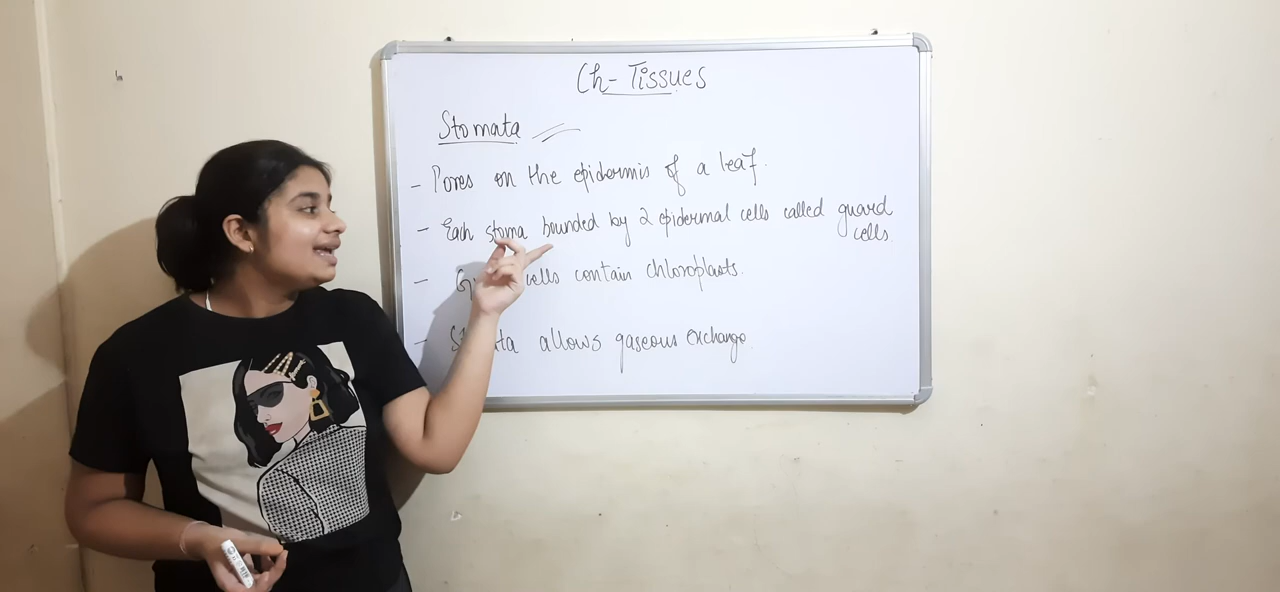 Ch- Tissues
Stomata
- Pores on the epidermis of a leaf.
- Each stoma bounded by 2 epidermal cells called guard
cells.
- cells contain chloroplasts.
- allows gaseous exchange.